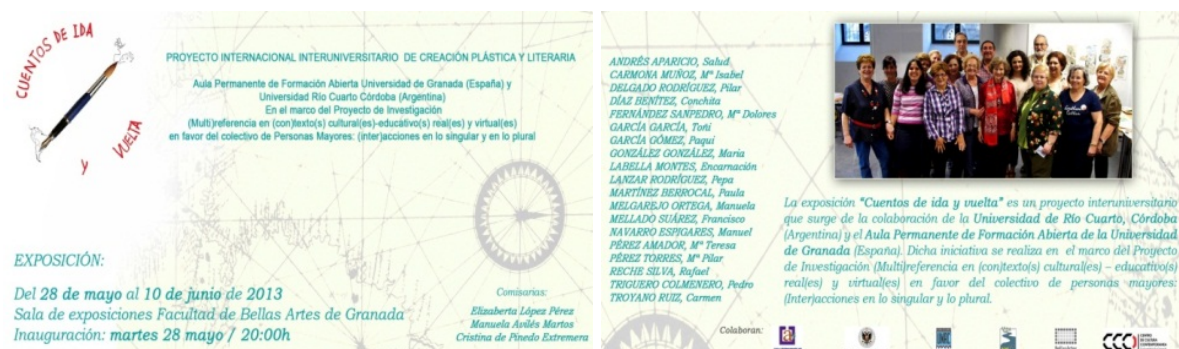 CUENTOS DE IDA
y VUELTA
PROYECTO INTERNACIONAL INTERUNIVERSITARIO DE CREACIÓN PLÁSTICA Y LITERARIA
Aula Permanente de Formación Abierta Universidad de Granada (España) y
Universidad Río Cuarto Córdoba (Argentina)
En el marco del Proyecto de Investigación
(Multi)referencia en (con)texto(s) cultural(es)-educativo(s) real(es) y virtual(es)
en favor del colectivo de Personas Mayores: (inter)acciones en lo singular y en lo plural
EXPOSICIÓN:
Del 28 de mayo al 10 de junio de 2013
Sala de exposiciones Facultad de Bellas Artes de Granada
Inauguración: martes 28 mayo / 20:00h
Comisarias:
Elizaberta López Pérez
Manuela Avilés Martos
Cristina de Pinedo Extremera
ANDRÉS APARICIO, Salud
CARMONA MUÑOZ, Mª Isabel
DELGADO RODRÍGUEZ, Pilar
DÍAZ BENÍTEZ, Conchita
FERNÁNDEZ SANPEDRO, Mª Dolores
GARCÍA GARCÍA, Toñi
GARCÍA GÓMEZ, Paqui
GONZÁLEZ GONZÁLEZ, Maria
LABELLA MONTES, Encarnación
LANZAR RODRÍGUEZ, Pepa
MARTÍNEZ BERROCAL, Paula
MELGAREJO ORTEGA, Manuela
MELLADO SUÁREZ, Francisco
NAVARRO ESPIGARES, Manuel
PÉREZ AMADOR, Mª Teresa
PÉREZ TORRES, Mª Pilar
RECHE SILVA, Rafael
TRIGUERO COLMENERO, Pedro
TROYANO RUIZ, Carmen
La exposición "Cuentos de ida y vuelta" es un proyecto interuniversitario
que surge de la colaboración de la Universidad de Río Cuarto, Córdoba
(Argentina) y el Aula Permanente de Formación Abierta de la Universidad
de Granada (España). Dicha iniciativa se realiza en el marco del Proyecto
de Investigación (Multi)referencia en (con)texto(s) cultural(es) – educativo(s)
real(es) y virtual(es) en favor del colectivo de personas mayores:
(Inter)acciones en lo singular y lo plural.
Colaboran:
CCC